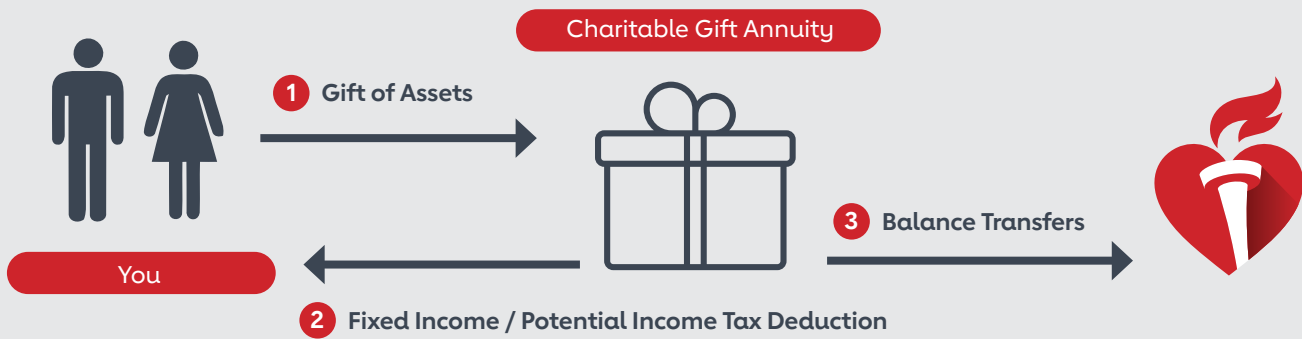 Charitable Gift Annuity
1 Gift of Assets
3 Balance Transfers
You
2 Fixed Income / Potential Income Tax Deduction